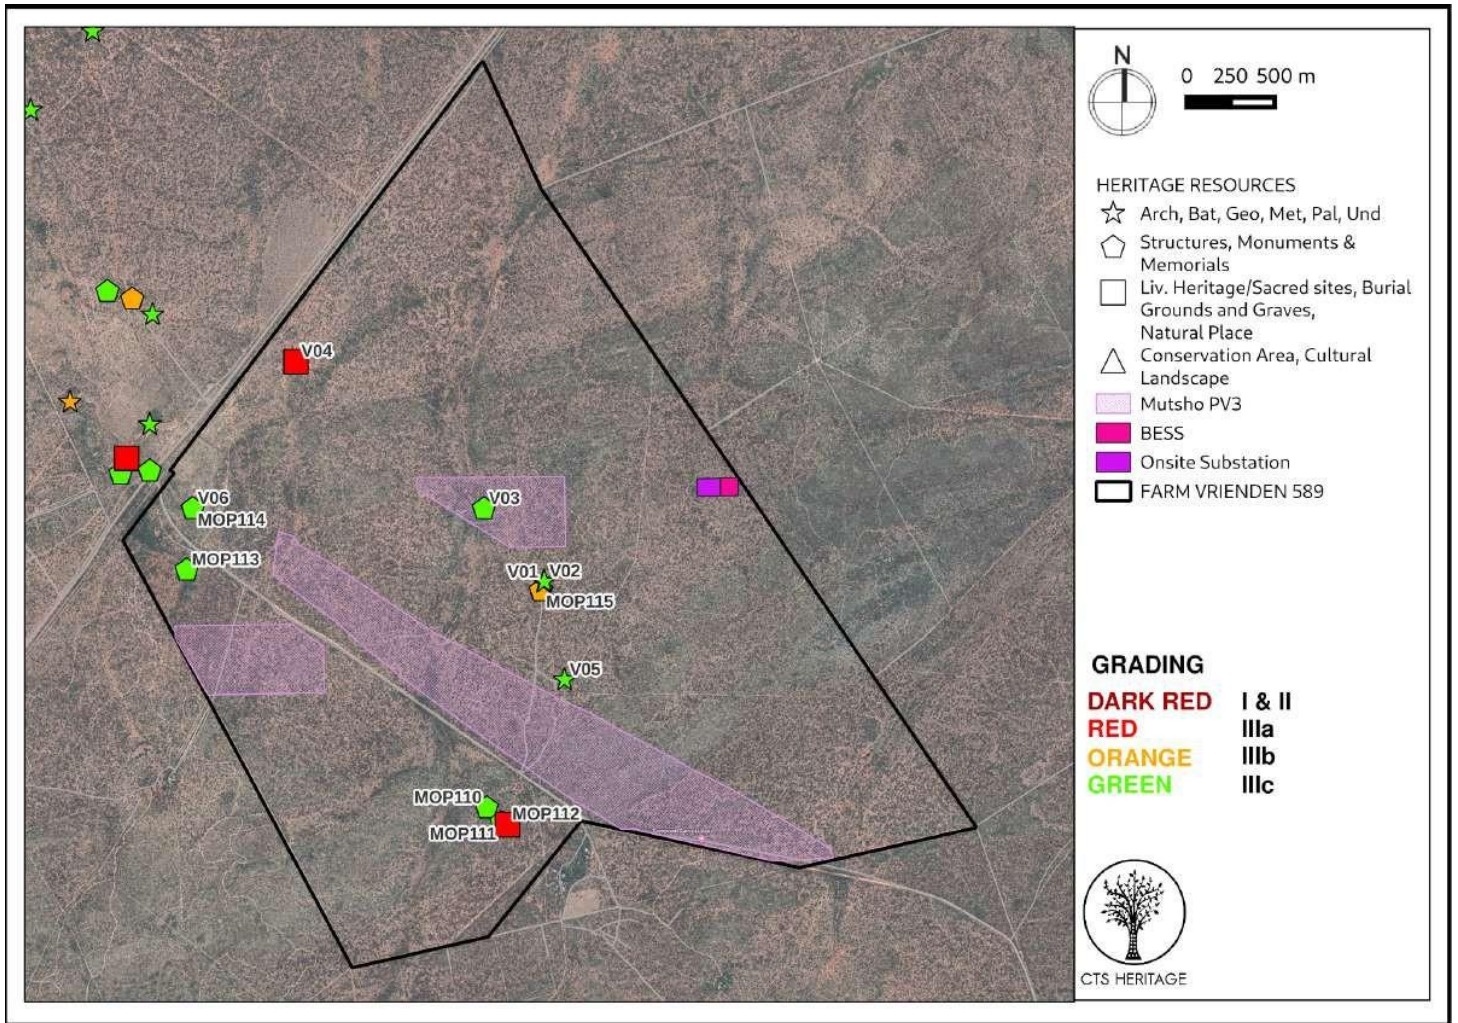 V04
V06
MOP114
V03
MOP113
V01
V02
MOP115
V05
MOP110
MOP112
MOP111
N
0 250 500 m
HERITAGE RESOURCES
Arch, Bat, Geo, Met, Pal, Und
Structures, Monuments &
Memorials
Liv. Heritage/Sacred sites, Burial
Grounds and Graves,
Natural Place
Conservation Area, Cultural
Landscape
Mutsho PV3
BESS
Onsite Substation
FARM VRIENDEN 589
GRADING
DARK RED I & II
RED IIIa
ORANGE IIIb
GREEN IIIc
CTS HERITAGE